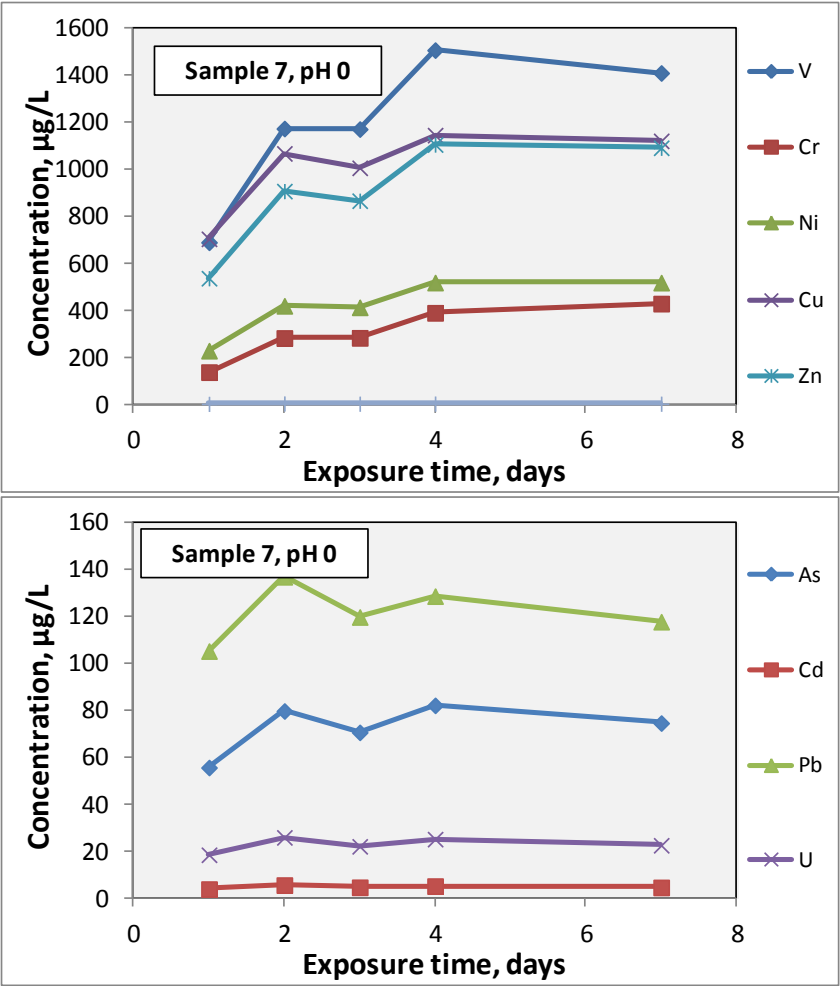 1600
1400
1200
1000
800
600
400
200
0
Concentration, µg/L
Sample 7, pH 0
V
Cr
Ni
Cu
Zn
0
2
4
6
8
Exposure time, days
160
140
120
100
80
60
40
20
0
Concentration, µg/L
Sample 7, pH 0
As
Cd
Pb
U
0
2
4
6
8
Exposure time, days